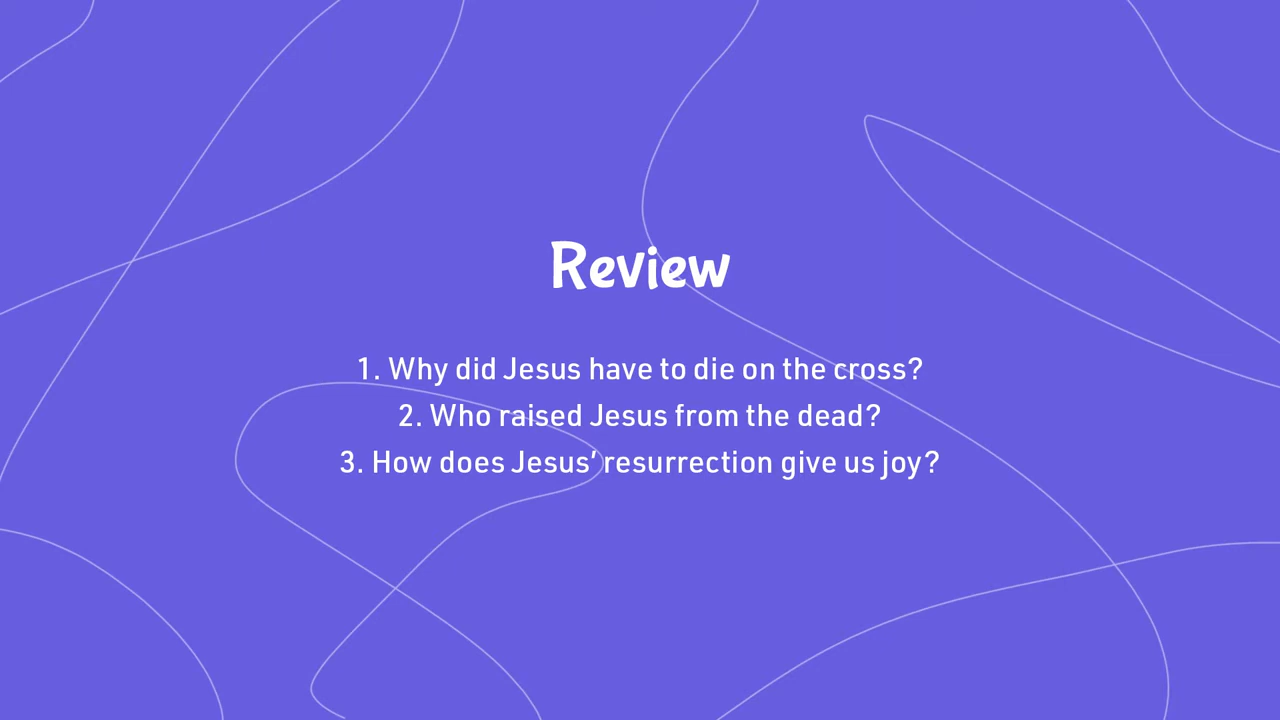 Review
1. Why did Jesus have to die on the cross?
2. Who raised Jesus from the dead?
3. How does Jesus’ resurrection give us joy?